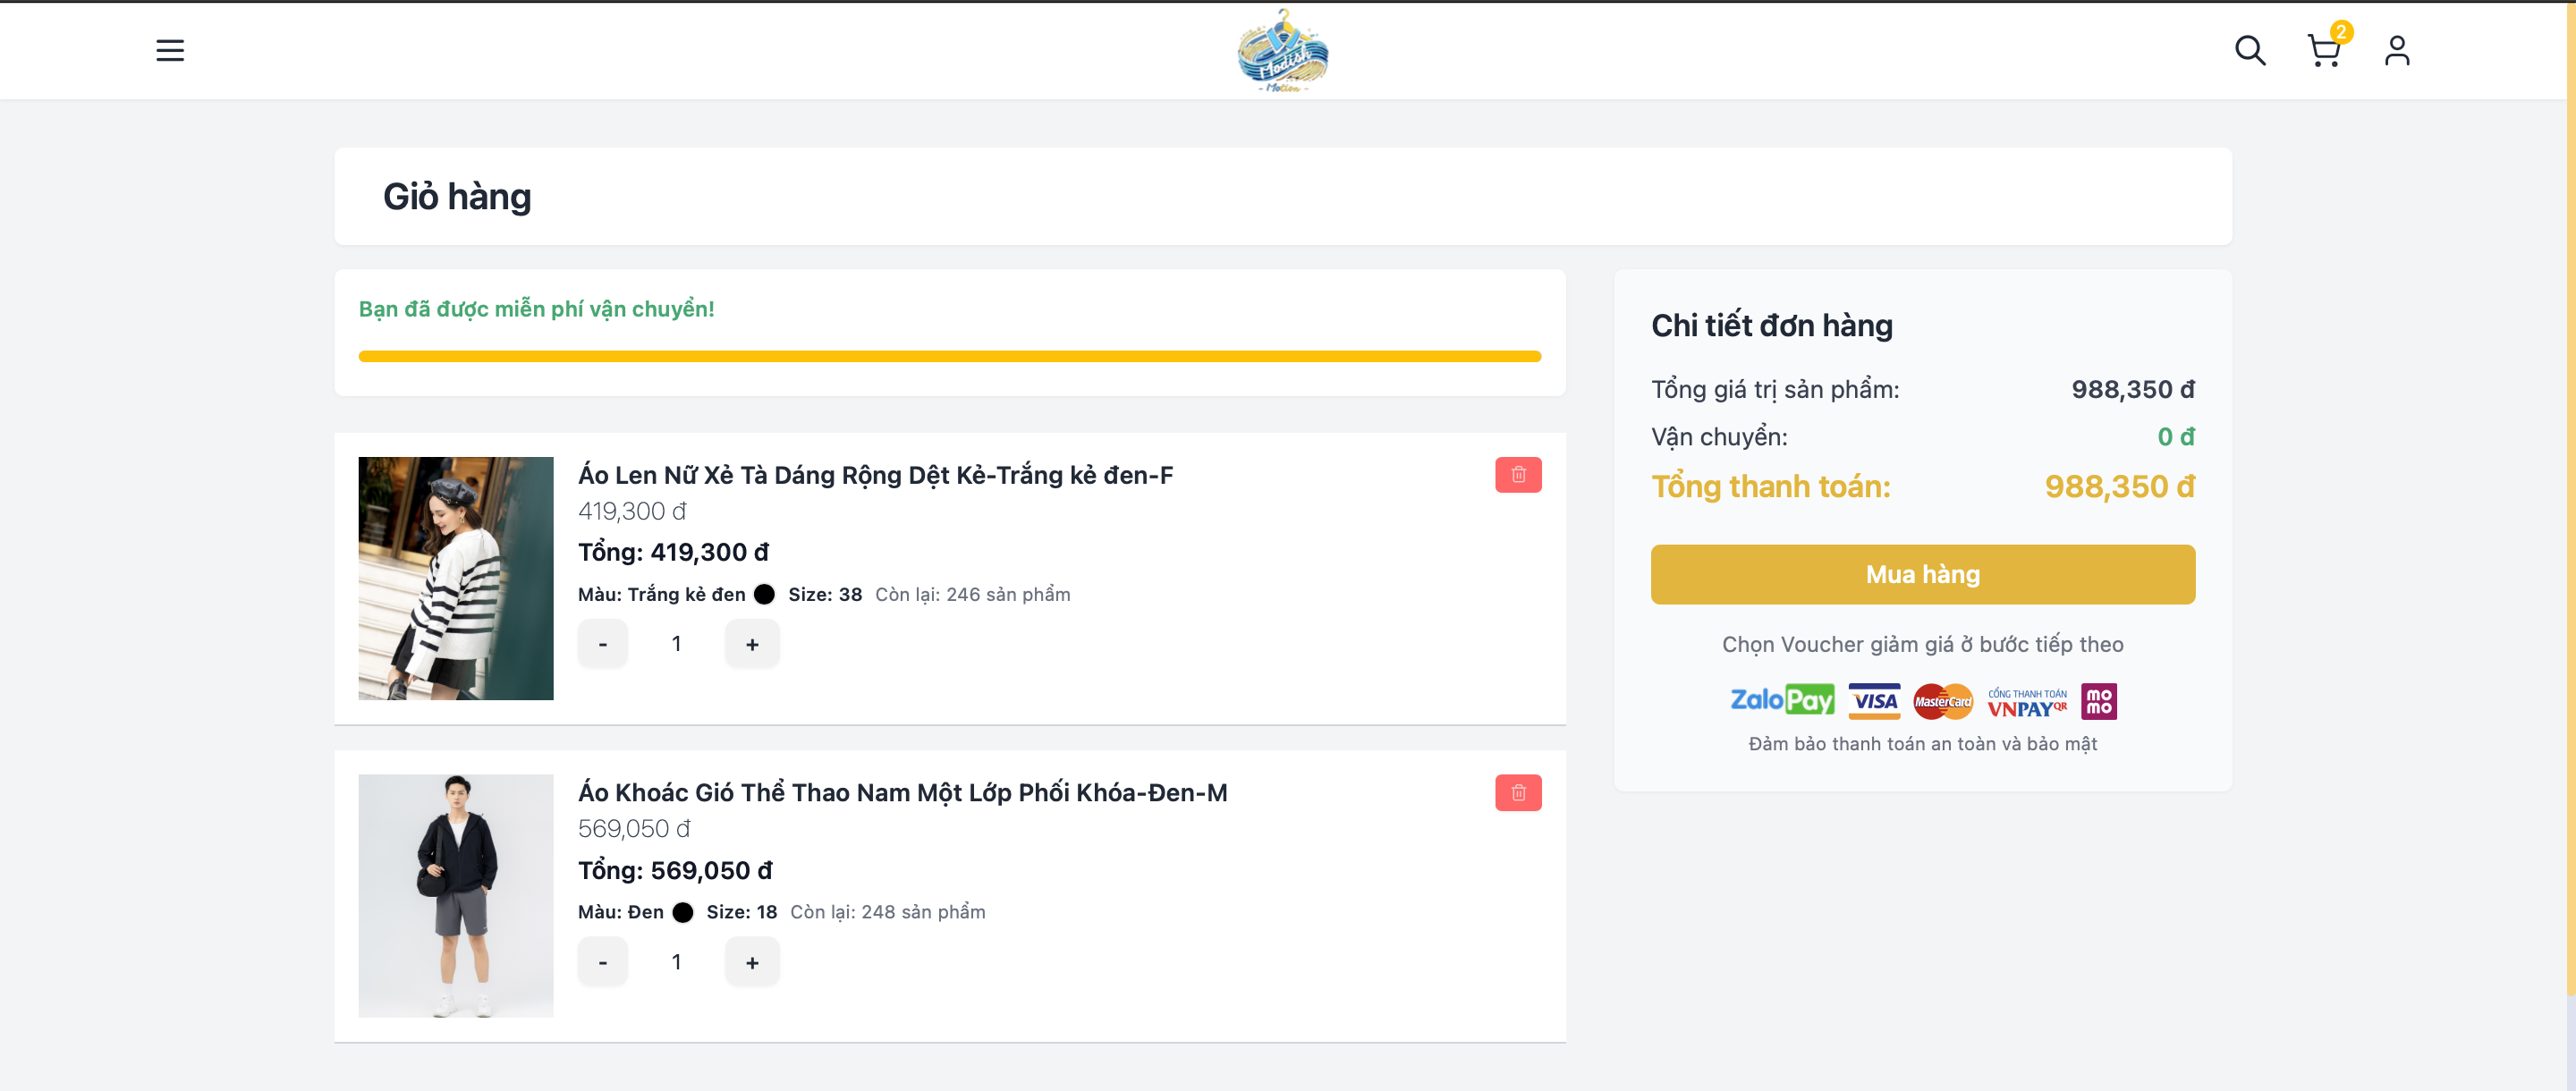 Modish
- Motion -
2
Giỏ hàng
Bạn đã được miễn phí vận chuyển!
Áo Len Nữ Xẻ Tà Dáng Rộng Dệt Kẻ-Trắng kẻ đen-F
419,300 đ
Tổng: 419,300 đ
Màu: Trắng kẻ đen Size: 38 Còn lại: 246 sản phẩm
- 1 +
Áo Khoác Gió Thể Thao Nam Một Lớp Phối Khóa-Đen-M
569,050 đ
Tổng: 569,050 đ
Màu: Đen Size: 18 Còn lại: 248 sản phẩm
- 1 +
Chi tiết đơn hàng
Tổng giá trị sản phẩm: 988,350 đ
Vận chuyển: 0 đ
Tổng thanh toán: 988,350 đ
Mua hàng
Chọn Voucher giảm giá ở bước tiếp theo
ZaloPay VISA MasterCard CỔNG THANH TOÁN VNPAYQR MOMO
Đảm bảo thanh toán an toàn và bảo mật